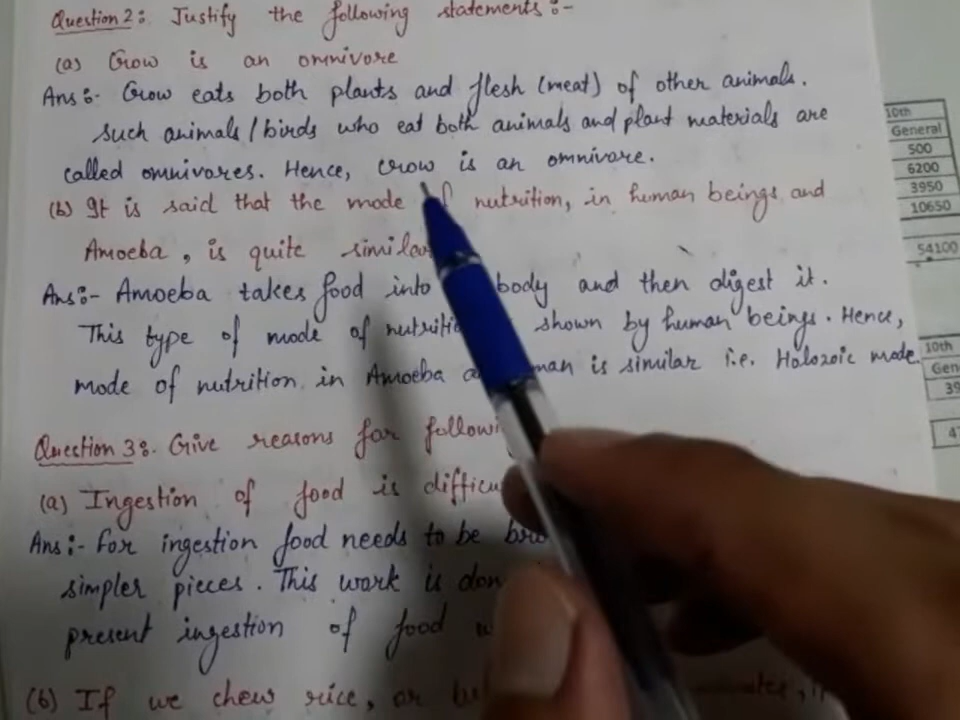 Question 2: Justify the following statements :-
(a) Crow is an omnivore
Ans:- Crow eats both plants and flesh (meat) of other animals.
such animals / birds who eat both animals and plant materials are
called omnivores. Hence, crow is an omnivore.
(b) It is said that the mode of nutrition, in human beings and
Amoeba, is quite similar
Ans:- Amoeba takes food into body and then digest it.
This type of mode of nutrition shown by human beings. Hence,
mode of nutrition in Amoeba man is similar i.e. Holozoic mode.
Question 3:. Give reasons for
(a) Ingestion of food is
Ans:- For ingestion food needs to be
simpler pieces. This work is
present ingestion of food
(b) If we chew rice, or
10th
General
500
6200
3950
10650
54100
10th